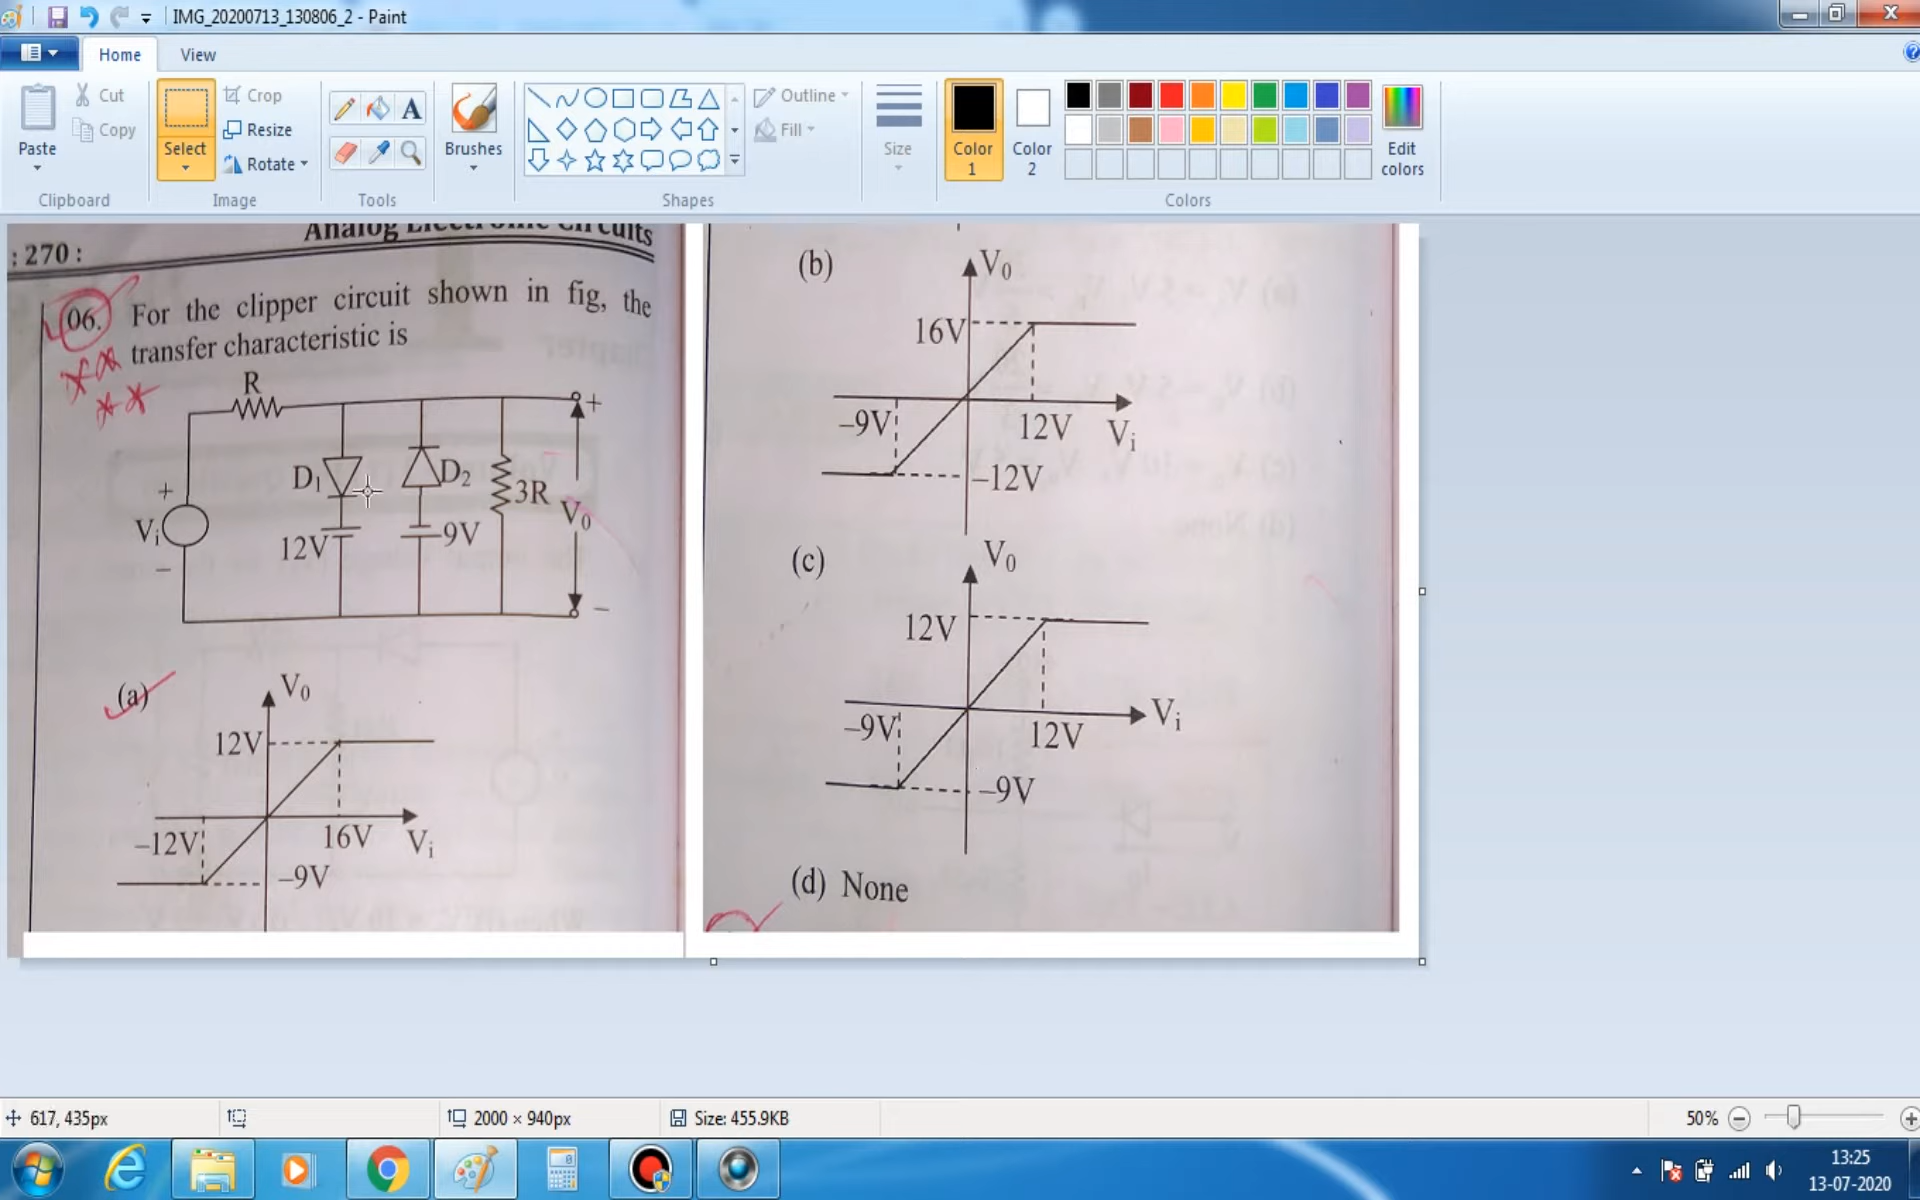 IMG_20200713_130806_2 - Paint
Home
View
Paste
Cut
Copy
Clipboard
Select
Crop
Resize
Rotate
Image
A
Tools
Brushes
Outline
Fill
Shapes
Size
Color
1
Color
2
Edit
colors
Colors
Analog Electronic Circuits
: 270 :
06. For the clipper circuit shown in fig, the
transfer characteristic is
R
+
Vi
−
D1
12V
D2
9V
3R
+
V0
−
(a)
V0
12V
−12V
16V
Vi
−9V
(b)
V0
16V
−9V
12V
Vi
−12V
(c)
V0
12V
−9V
12V
Vi
−9V
(d) None
617, 435px
2000 × 940px
Size: 455.9KB
50%
13:25
13-07-2020